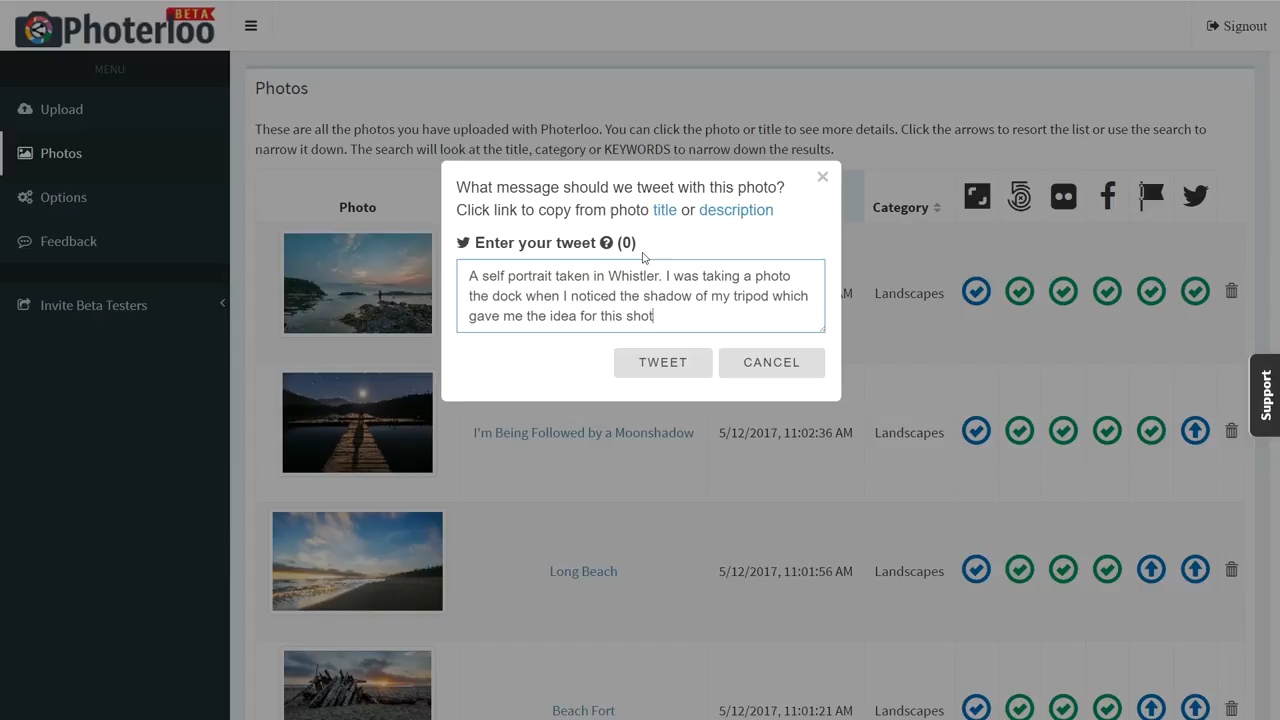 BETA
Photerloo
Signout
MENU
Upload
Photos
Options
Feedback
Invite Beta Testers
Photos
These are all the photos you have uploaded with Photerloo. You can click the photo or title to see more details. Click the arrows to resort the list or use the search to
narrow it down. The search will look at the title, category or KEYWORDS to narrow down the results.
Photo
Category
What message should we tweet with this photo?
Click link to copy from photo title or description
Enter your tweet (0)
A self portrait taken in Whistler. I was taking a photo
the dock when I noticed the shadow of my tripod which
gave me the idea for this shot
TWEET CANCEL
AM Landscapes
I'm Being Followed by a Moonshadow 5/12/2017, 11:02:36 AM Landscapes
Support
Long Beach 5/12/2017, 11:01:56 AM Landscapes
Beach Fort 5/12/2017, 11:01:21 AM Landscapes